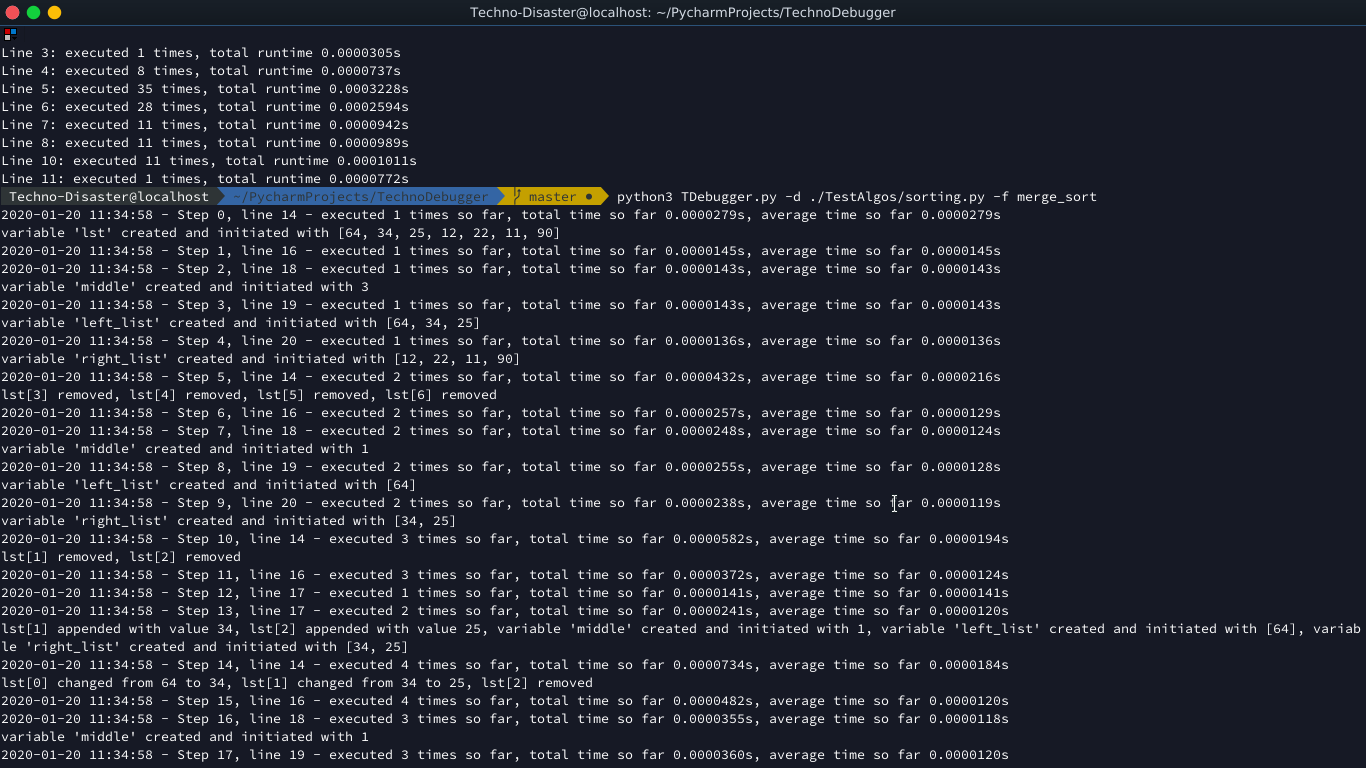 Techno-Disaster@localhost: ~/PycharmProjects/TechnoDebugger
Line 3: executed 1 times, total runtime 0.0000305s
Line 4: executed 8 times, total runtime 0.0000737s
Line 5: executed 35 times, total runtime 0.0003228s
Line 6: executed 28 times, total runtime 0.0002594s
Line 7: executed 11 times, total runtime 0.0000942s
Line 8: executed 11 times, total runtime 0.0000989s
Line 10: executed 11 times, total runtime 0.0001011s
Line 11: executed 1 times, total runtime 0.0000772s
Techno-Disaster@localhost ~/PycharmProjects/TechnoDebugger master ● python3 TDebugger.py -d ./TestAlgos/sorting.py -f merge_sort
2020-01-20 11:34:58 - Step 0, line 14 - executed 1 times so far, total time so far 0.0000279s, average time so far 0.0000279s
variable 'lst' created and initiated with [64, 34, 25, 12, 22, 11, 90]
2020-01-20 11:34:58 - Step 1, line 16 - executed 1 times so far, total time so far 0.0000145s, average time so far 0.0000145s
2020-01-20 11:34:58 - Step 2, line 18 - executed 1 times so far, total time so far 0.0000143s, average time so far 0.0000143s
variable 'middle' created and initiated with 3
2020-01-20 11:34:58 - Step 3, line 19 - executed 1 times so far, total time so far 0.0000143s, average time so far 0.0000143s
variable 'left_list' created and initiated with [64, 34, 25]
2020-01-20 11:34:58 - Step 4, line 20 - executed 1 times so far, total time so far 0.0000136s, average time so far 0.0000136s
variable 'right_list' created and initiated with [12, 22, 11, 90]
2020-01-20 11:34:58 - Step 5, line 14 - executed 2 times so far, total time so far 0.0000432s, average time so far 0.0000216s
lst[3] removed, lst[4] removed, lst[5] removed, lst[6] removed
2020-01-20 11:34:58 - Step 6, line 16 - executed 2 times so far, total time so far 0.0000257s, average time so far 0.0000129s
2020-01-20 11:34:58 - Step 7, line 18 - executed 2 times so far, total time so far 0.0000248s, average time so far 0.0000124s
variable 'middle' created and initiated with 1
2020-01-20 11:34:58 - Step 8, line 19 - executed 2 times so far, total time so far 0.0000255s, average time so far 0.0000128s
variable 'left_list' created and initiated with [64]
2020-01-20 11:34:58 - Step 9, line 20 - executed 2 times so far, total time so far 0.0000238s, average time so far 0.0000119s
variable 'right_list' created and initiated with [34, 25]
2020-01-20 11:34:58 - Step 10, line 14 - executed 3 times so far, total time so far 0.0000582s, average time so far 0.0000194s
lst[1] removed, lst[2] removed
2020-01-20 11:34:58 - Step 11, line 16 - executed 3 times so far, total time so far 0.0000372s, average time so far 0.0000124s
2020-01-20 11:34:58 - Step 12, line 17 - executed 1 times so far, total time so far 0.0000141s, average time so far 0.0000141s
2020-01-20 11:34:58 - Step 13, line 17 - executed 2 times so far, total time so far 0.0000241s, average time so far 0.0000120s
lst[1] appended with value 34, lst[2] appended with value 25, variable 'middle' created and initiated with 1, variable 'left_list' created and initiated with [64], variab
le 'right_list' created and initiated with [34, 25]
2020-01-20 11:34:58 - Step 14, line 14 - executed 4 times so far, total time so far 0.0000734s, average time so far 0.0000184s
lst[0] changed from 64 to 34, lst[1] changed from 34 to 25, lst[2] removed
2020-01-20 11:34:58 - Step 15, line 16 - executed 4 times so far, total time so far 0.0000482s, average time so far 0.0000120s
2020-01-20 11:34:58 - Step 16, line 18 - executed 3 times so far, total time so far 0.0000355s, average time so far 0.0000118s
variable 'middle' created and initiated with 1
2020-01-20 11:34:58 - Step 17, line 19 - executed 3 times so far, total time so far 0.0000360s, average time so far 0.0000120s